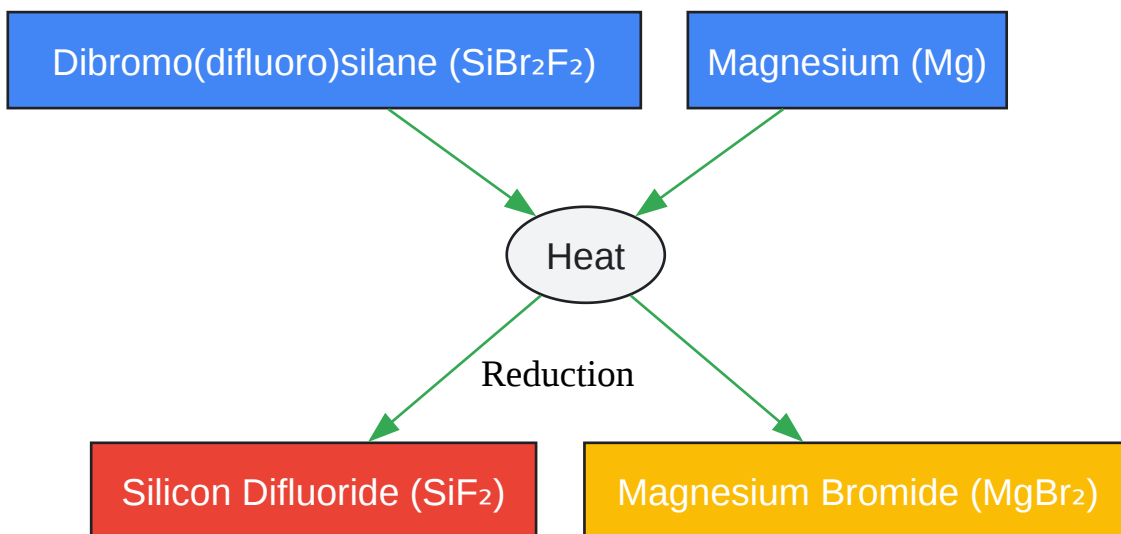 Dibromo(difluoro)silane (SiBr₂F₂)
Magnesium (Mg)
Heat
Reduction
Silicon Difluoride (SiF₂)
Magnesium Bromide (MgBr₂)